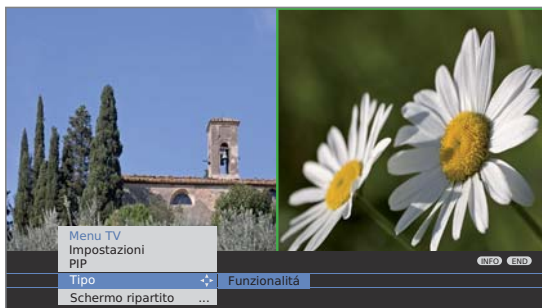 Menu TV
Impostazioni
PIP
INFO END
Tipo Funzionalitá
Schermo ripartito ...